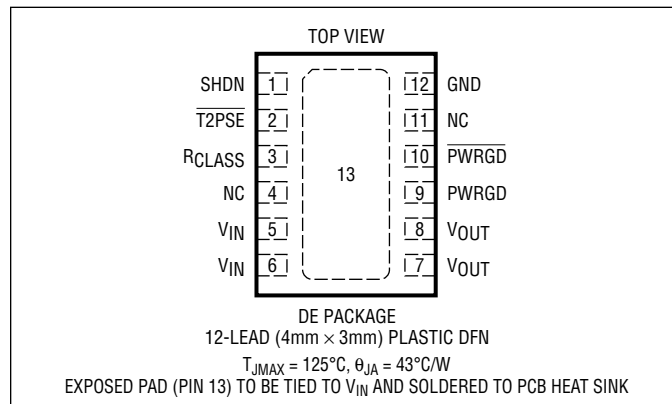 TOP VIEW
SHDN 1 12 GND
T2PSE 2 11 NC
RCLASS 3 10 PWRGD
13
NC 4 9 PWRGD
VIN 5 8 VOUT
VIN 6 7 VOUT
DE PACKAGE
12-LEAD (4mm × 3mm) PLASTIC DFN
TJMAX = 125°C, θJA = 43°C/W
EXPOSED PAD (PIN 13) TO BE TIED TO VIN AND SOLDERED TO PCB HEAT SINK